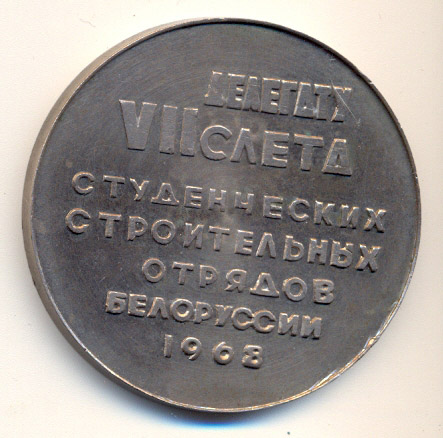 ДЕЛЕГАТУ
VII СЛЕТА
СТУДЕНЧЕСКИХ
СТРОИТЕЛЬНЫХ
ОТРЯДОВ
БЕЛОРУССИИ
1968